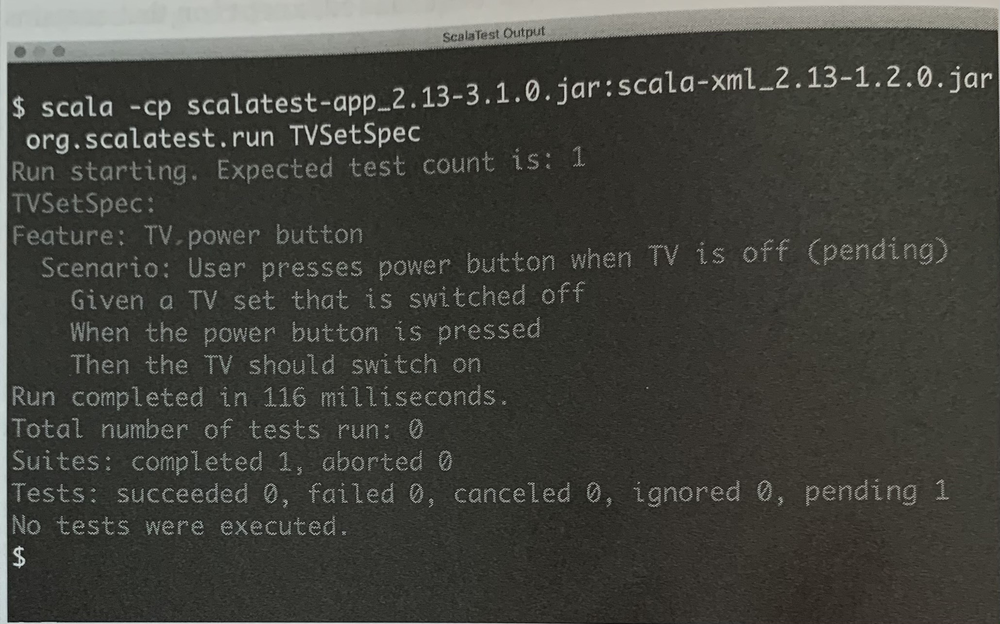 ScalaTest Output
$ scala -cp scalatest-app_2.13-3.1.0.jar:scala-xml_2.13-1.2.0.jar
org.scalatest.run TVSetSpec
Run starting. Expected test count is: 1
TVSetSpec:
Feature: TV power button
Scenario: User presses power button when TV is off (pending)
Given a TV set that is switched off
When the power button is pressed
Then the TV should switch on
Run completed in 116 milliseconds.
Total number of tests run: 0
Suites: completed 1, aborted 0
Tests: succeeded 0, failed 0, canceled 0, ignored 0, pending 1
No tests were executed.
$